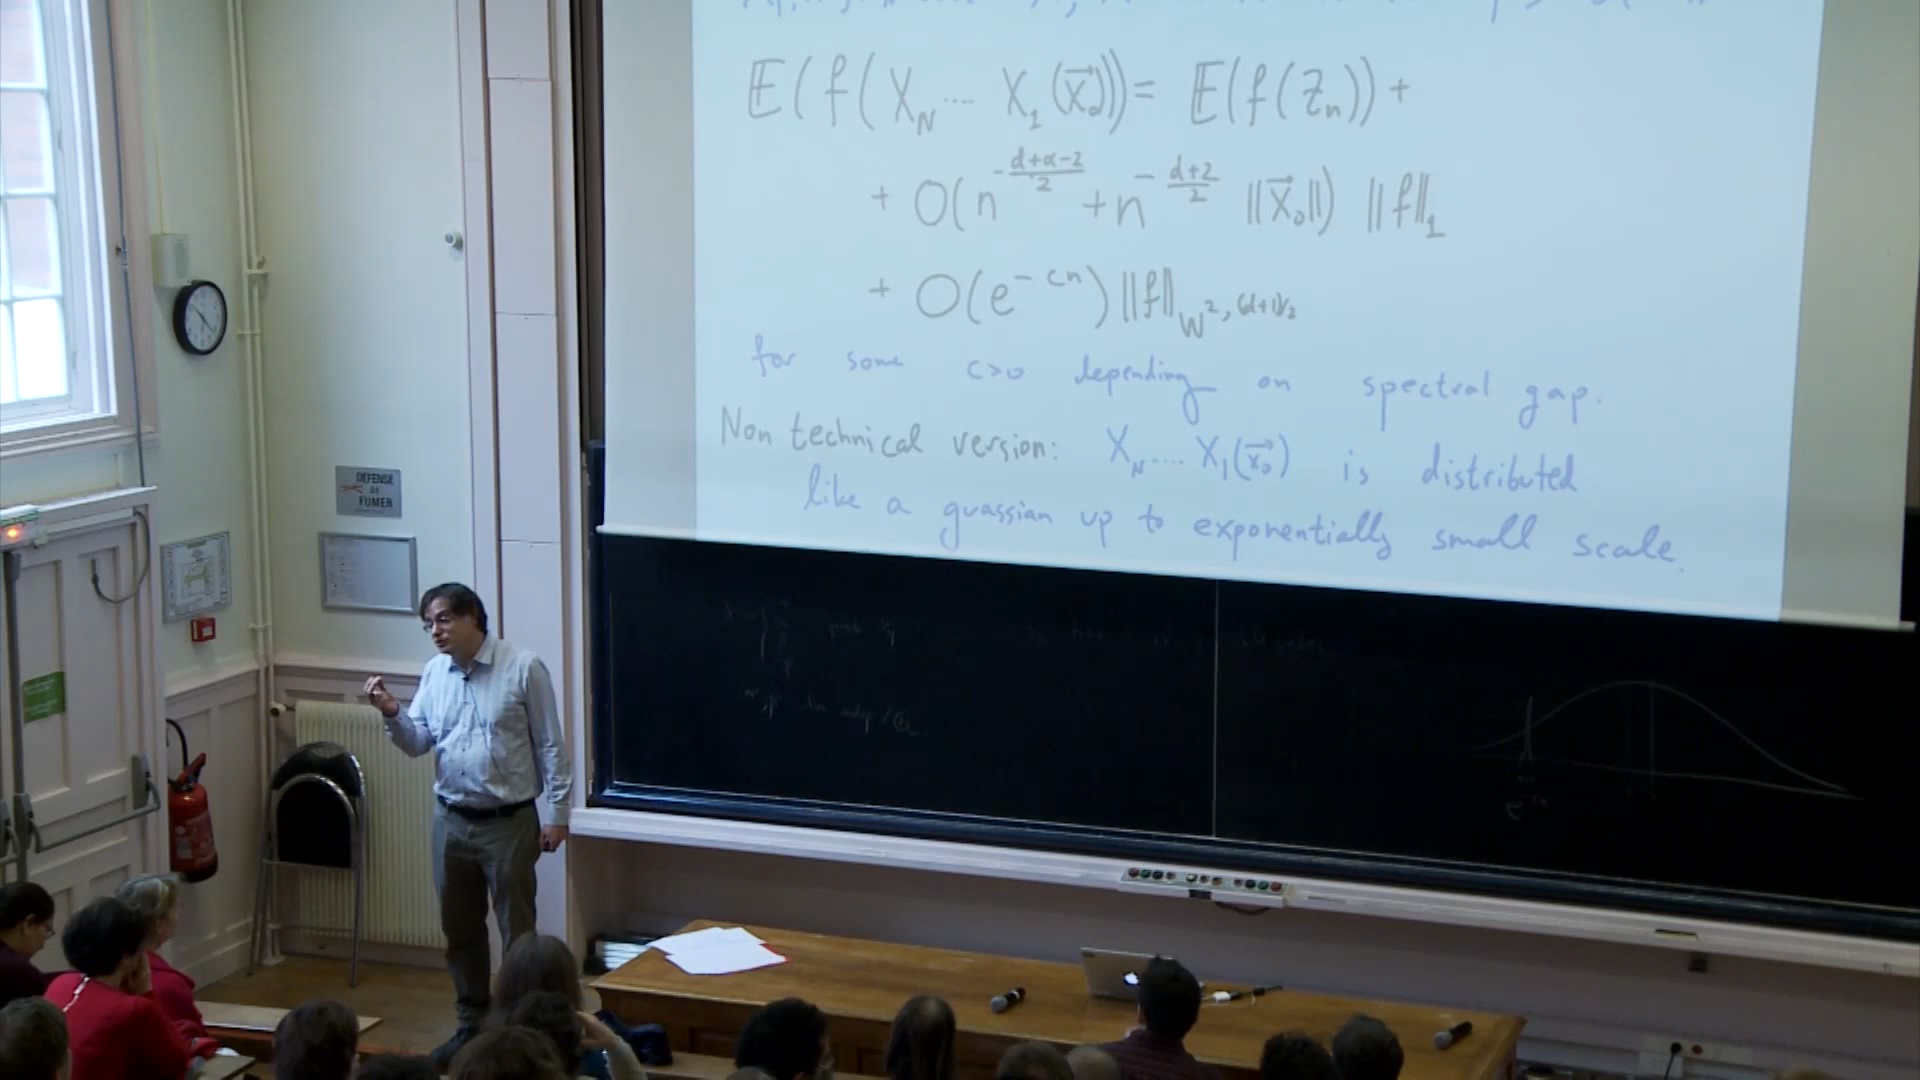 𝔼(f(X_N .... X_1(x⃗_0))) = 𝔼(f(Z_n)) +
+ O(n^{-\frac{d+α-2}{2}} + n^{-\frac{d+2}{2}} ||x⃗_0||) ||f||_1
+ O(e^{-cn}) ||f||_{W^{2,(d+1)/2}}
for some c>0 depending on spectral gap.
Non technical version: X_N .... X_1(x⃗_0) is distributed
like a guassian up to exponentially small scale.
DEFENSE
DE
FUMER